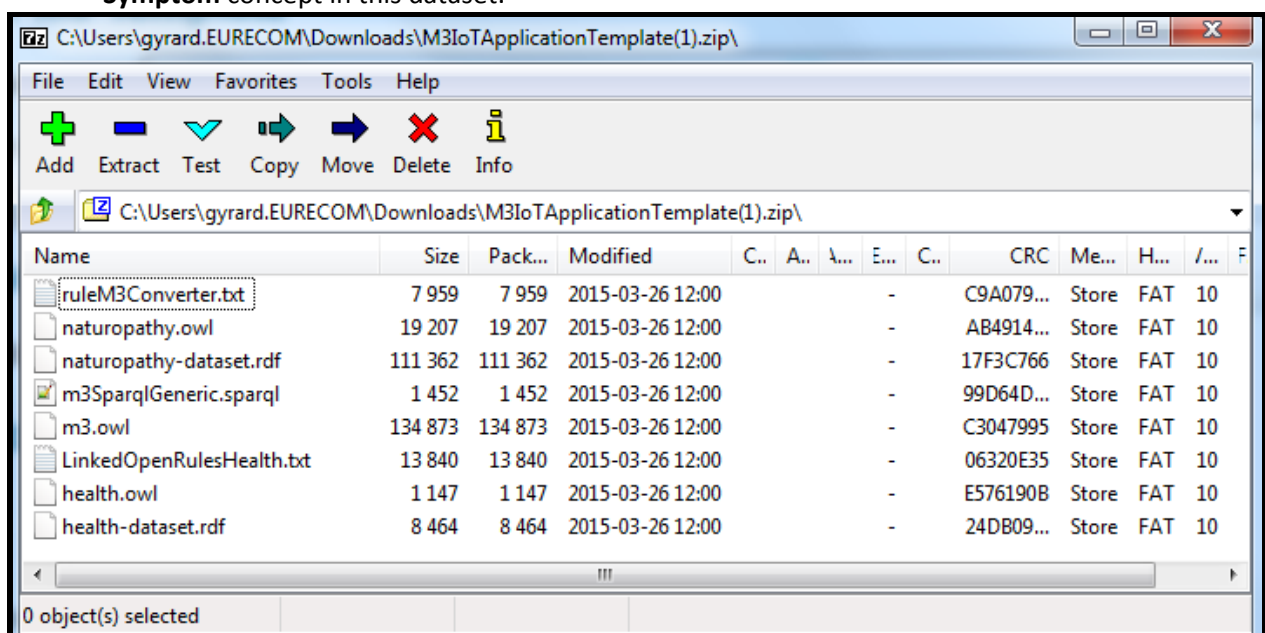 Symptom concept in this dataset.
C:\Users\gyrard.EURECOM\Downloads\M3IoTApplicationTemplate(1).zip\
File Edit View Favorites Tools Help
Add Extract Test Copy Move Delete Info
C:\Users\gyrard.EURECOM\Downloads\M3IoTApplicationTemplate(1).zip\
Name Size Pack... Modified C.. A.. \... E... C.. CRC Me... H... /... F
ruleM3Converter.txt 7 959 7 959 2015-03-26 12:00 - C9A079... Store FAT 10
naturopathy.owl 19 207 19 207 2015-03-26 12:00 - AB4914... Store FAT 10
naturopathy-dataset.rdf 111 362 111 362 2015-03-26 12:00 - 17F3C766 Store FAT 10
m3SparqlGeneric.sparql 1 452 1 452 2015-03-26 12:00 - 99D64D... Store FAT 10
m3.owl 134 873 134 873 2015-03-26 12:00 - C3047995 Store FAT 10
LinkedOpenRulesHealth.txt 13 840 13 840 2015-03-26 12:00 - 06320E35 Store FAT 10
health.owl 1 147 1 147 2015-03-26 12:00 - E576190B Store FAT 10
health-dataset.rdf 8 464 8 464 2015-03-26 12:00 - 24DB09... Store FAT 10
0 object(s) selected